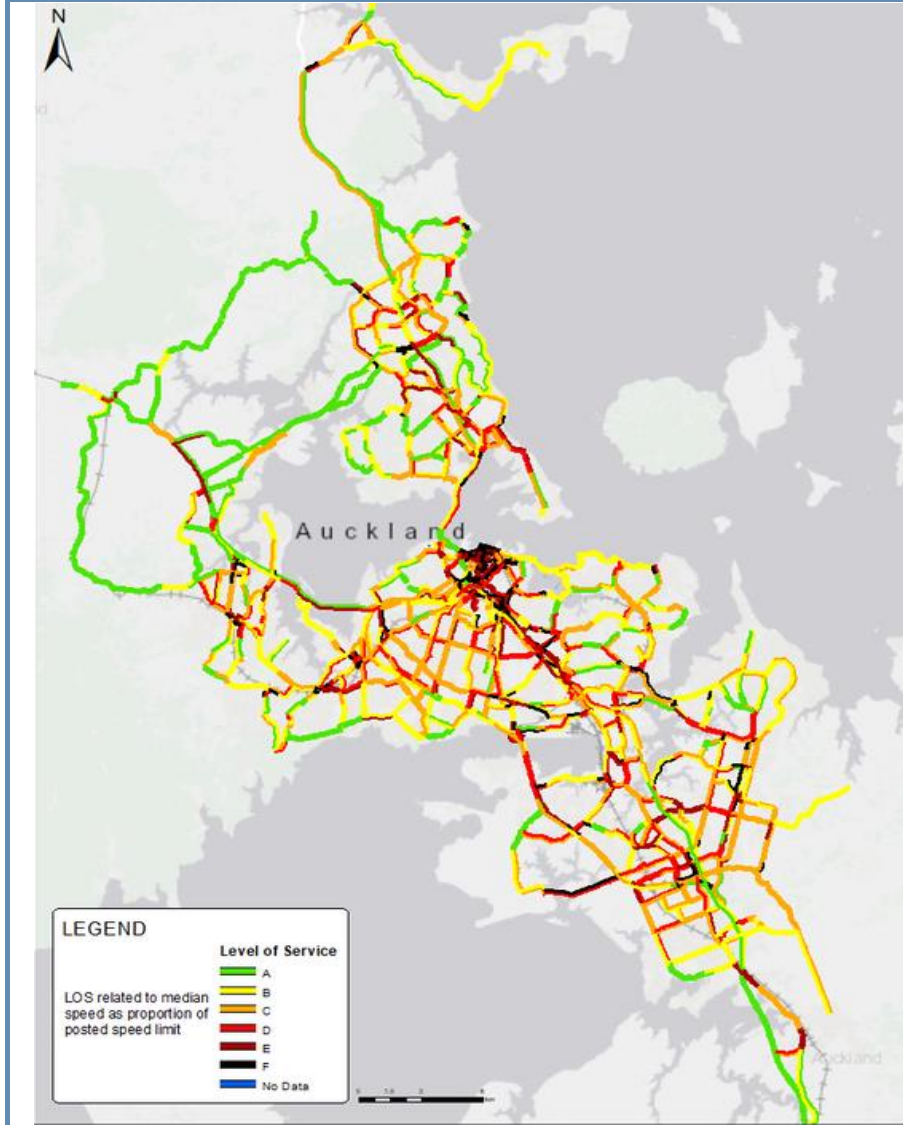 N
Auckland
LEGEND
Level of Service
A
B
LOS related to median
speed as proportion of
posted speed limit
C
D
E
F
No Data
Auckland